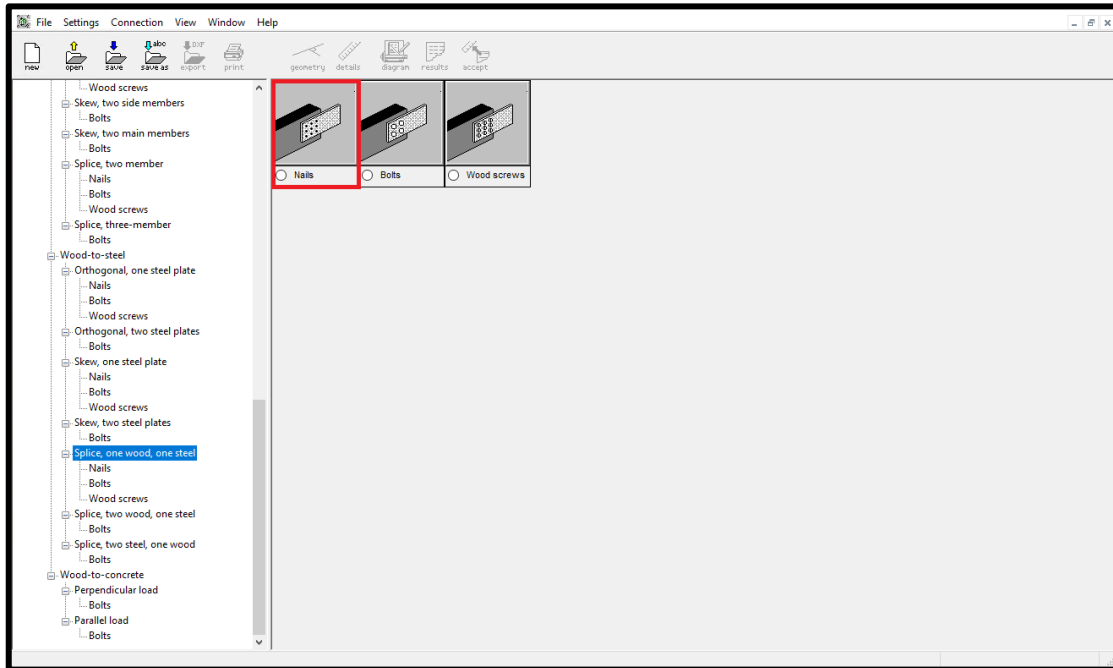 File Settings Connection View Window Help
new open save abc save as DXF export print geometry details diagram results accept
Wood screws
Skew, two side members
Bolts
Skew, two main members
Bolts
Splice, two member
Nails
Bolts
Wood screws
Splice, three-member
Bolts
Wood-to-steel
Orthogonal, one steel plate
Nails
Bolts
Wood screws
Orthogonal, two steel plates
Bolts
Skew, one steel plate
Nails
Bolts
Wood screws
Skew, two steel plates
Bolts
Splice, one wood, one steel
Nails
Bolts
Wood screws
Splice, two wood, one steel
Bolts
Splice, two steel, one wood
Bolts
Wood-to-concrete
Perpendicular load
Bolts
Parallel load
Bolts
Nails Bolts Wood screws